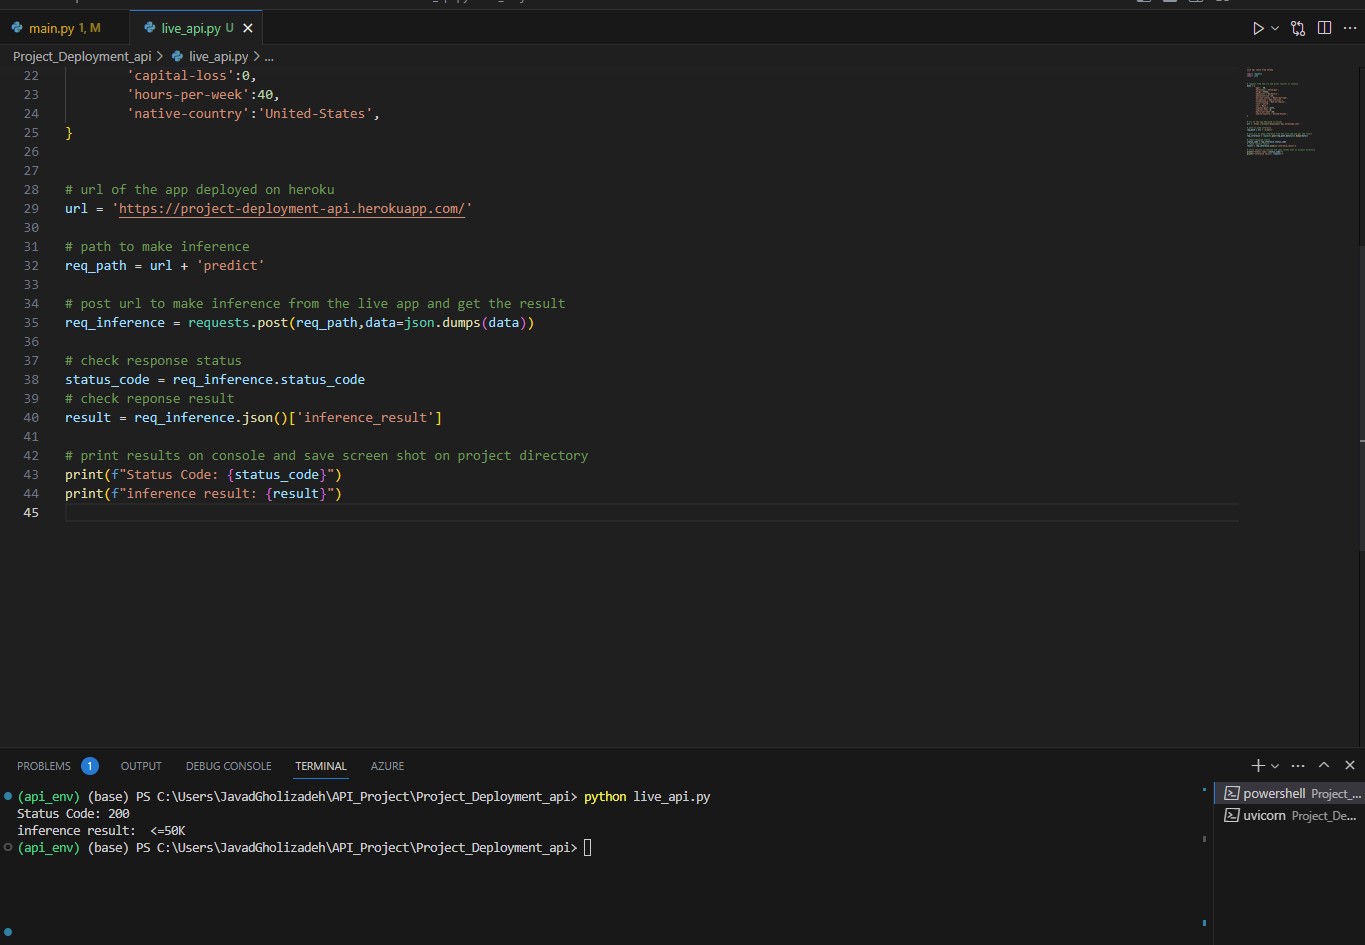 main.py 1, M
live_api.py U
Project_Deployment_api > live_api.py > ...
22 'capital-loss':0,
23 'hours-per-week':40,
24 'native-country':'United-States',
25 }
26
27
28 # url of the app deployed on heroku
29 url = 'https://project-deployment-api.herokuapp.com/'
30
31 # path to make inference
32 req_path = url + 'predict'
33
34 # post url to make inference from the live app and get the result
35 req_inference = requests.post(req_path,data=json.dumps(data))
36
37 # check response status
38 status_code = req_inference.status_code
39 # check reponse result
40 result = req_inference.json()['inference_result']
41
42 # print results on console and save screen shot on project directory
43 print(f"Status Code: {status_code}")
44 print(f"inference result: {result}")
45
PROBLEMS 1 OUTPUT DEBUG CONSOLE TERMINAL AZURE
(api_env) (base) PS C:\Users\JavadGholizadeh\API_Project\Project_Deployment_api> python live_api.py
Status Code: 200
inference result:  <=50K
(api_env) (base) PS C:\Users\JavadGholizadeh\API_Project\Project_Deployment_api>
powershell Project_...
uvicorn Project_De...